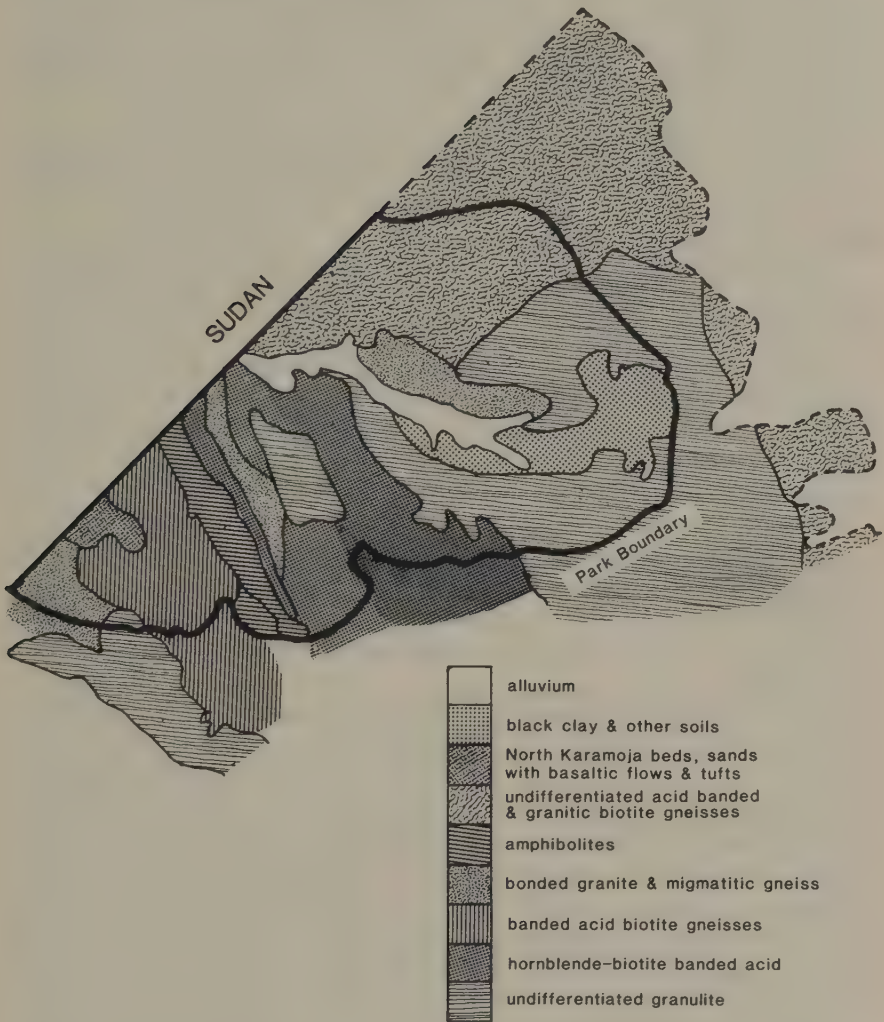 SUDAN
Park Boundary
alluvium
black clay & other soils
North Karamoja beds, sands
with basaltic flows & tufts
undifferentiated acid banded
& granitic biotite gneisses
amphibolites
bonded granite & migmatitic gneiss
banded acid biotite gneisses
hornblende-biotite banded acid
undifferentiated granulite